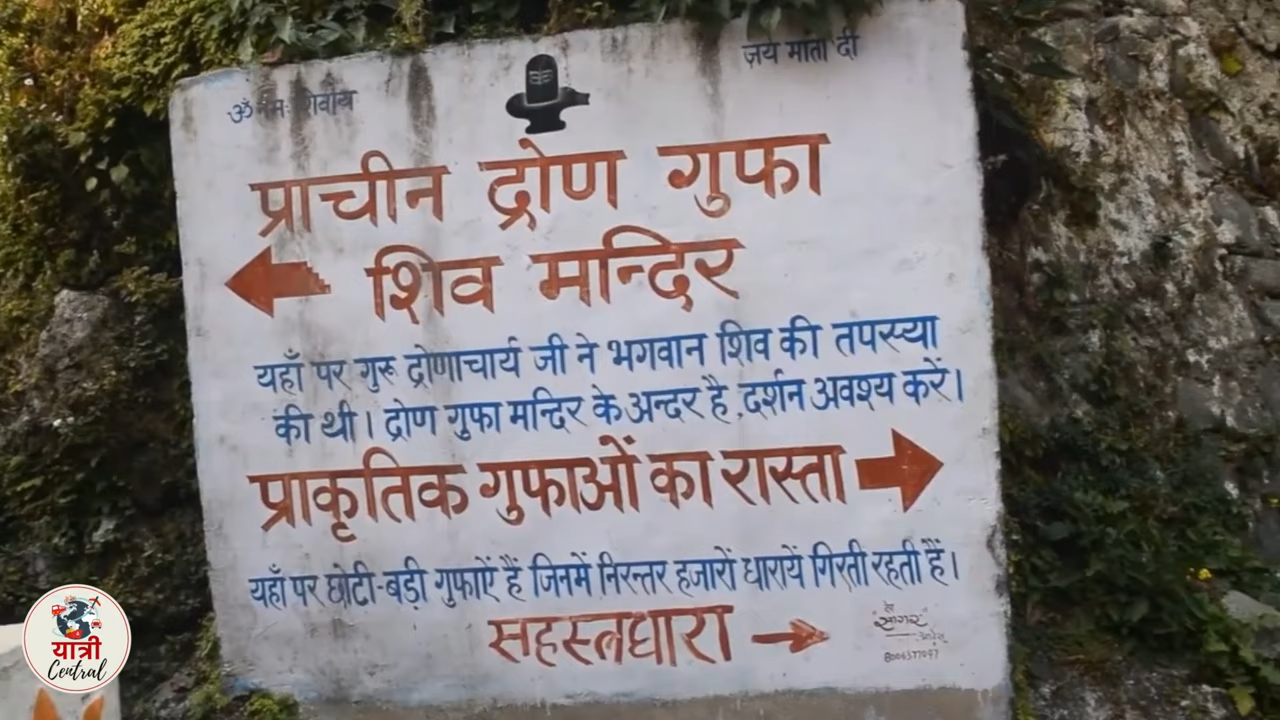 ॐ नमः शिवाय
ज़य माता दी
प्राचीन द्रोण गुफा
शिव मन्दिर
यहाँ पर गुरू द्रोणाचार्य जी ने भगवान शिव की तपस्या
की थी। द्रोण गुफा मन्दिर के अन्दर है, दर्शन अवश्य करें।
प्राकृतिक गुफाओं का रास्ता
यहाँ पर छोटी-बड़ी गुफाऐं हैं जिनमें निरन्तर हजारों धारायें गिरती रहती हैं।
सहस्त्रधारा
सागर
यात्री
Central